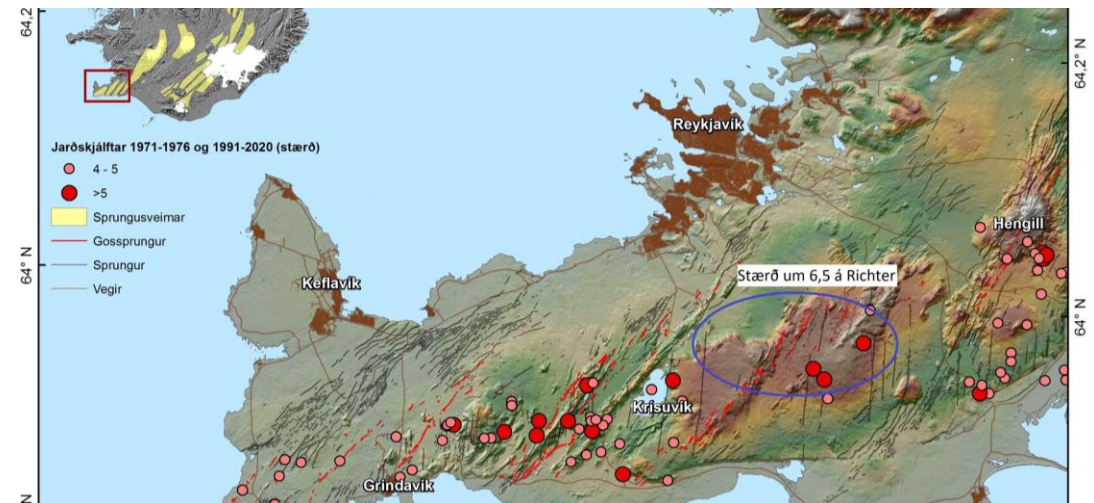 64,2
64,2° N
Jarðskjálftar 1971-1976 og 1991-2020 (stærð)
4 - 5
>5
Sprungusveimar
Gossprungur
Sprungur
Vegir
Reykjavík
Hengill
Keflavík
Stærð um 6,5 á Richter
64° N
64° N
Krísuvík
Grindavík
N